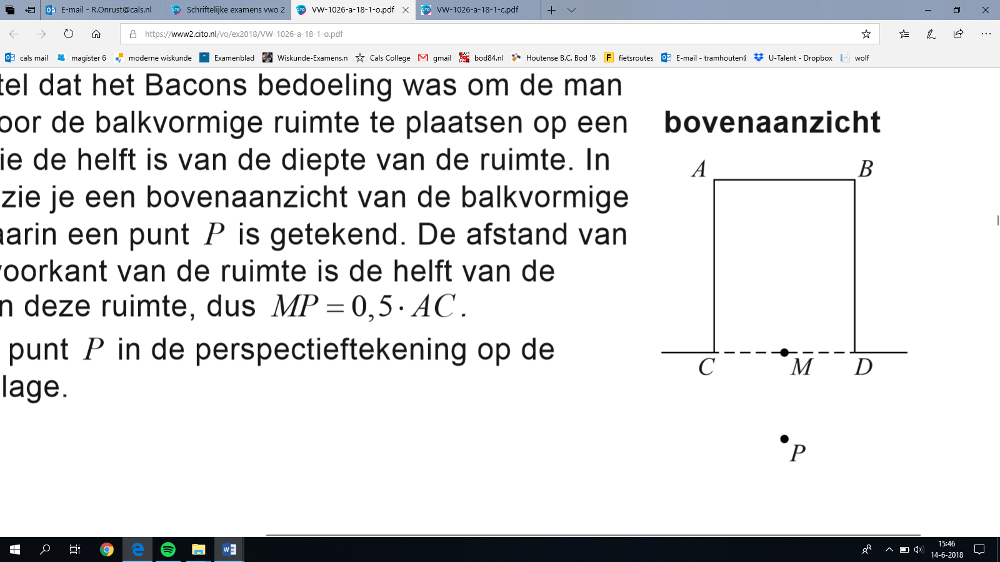 E-mail - R.Onrust@cals.nl
Schriftelijke examens vwo 2
VW-1026-a-18-1-o.pdf
VW-1026-a-18-1-c.pdf
https://www2.cito.nl/vo/ex2018/VW-1026-a-18-1-o.pdf
cals mail
magister 6
moderne wiskunde
Examenblad
Wiskunde-Examens.n
Cals College
gmail
bod84.nl
Houtense B.C. Bod '84
fietsroutes
E-mail - tramhouten@
U-Talent - Dropbox
wolf
tel dat het Bacons bedoeling was om de man
oor de balkvormige ruimte te plaatsen op een
ie de helft is van de diepte van de ruimte. In
zie je een bovenaanzicht van de balkvormige
aarin een punt P is getekend. De afstand van
voorkant van de ruimte is de helft van de
n deze ruimte, dus MP = 0,5 · AC.
punt P in de perspectieftekening op de
lage.
bovenaanzicht
A
B
C
M
D
P
15:46
14-6-2018